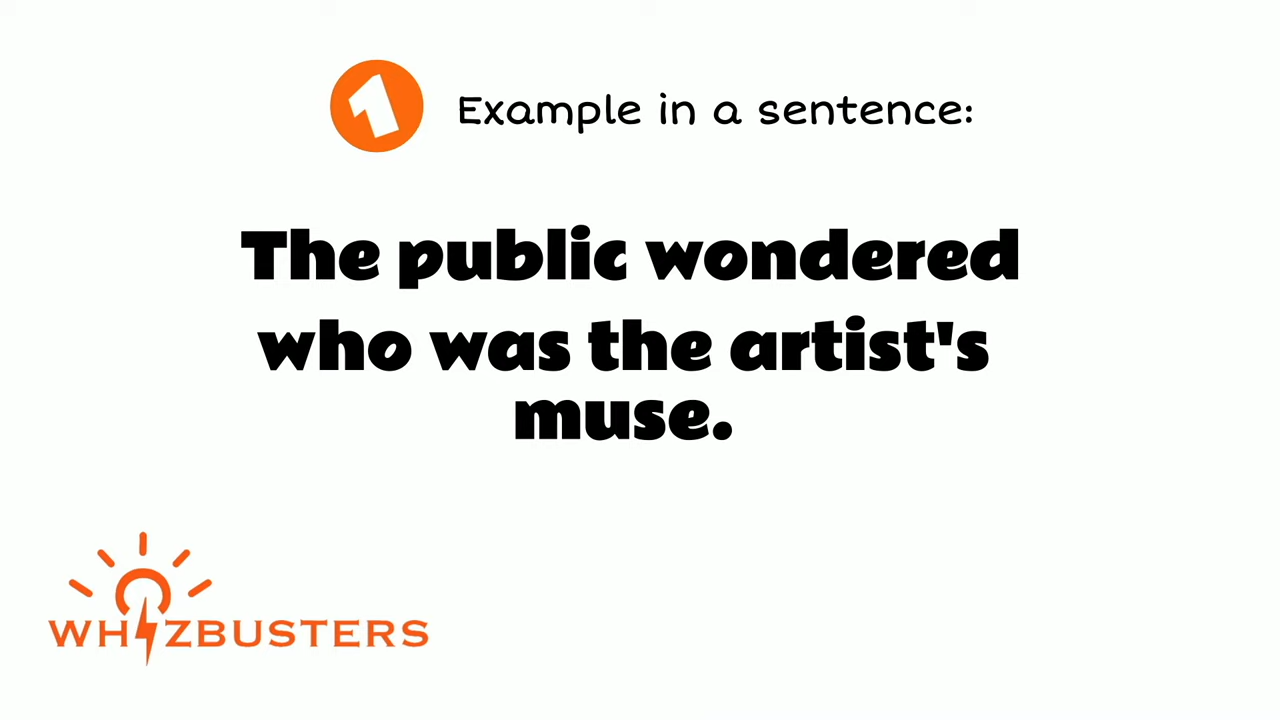 1 Example in a sentence:
The public wondered
who was the artist's
muse.
WHIZBUSTERS